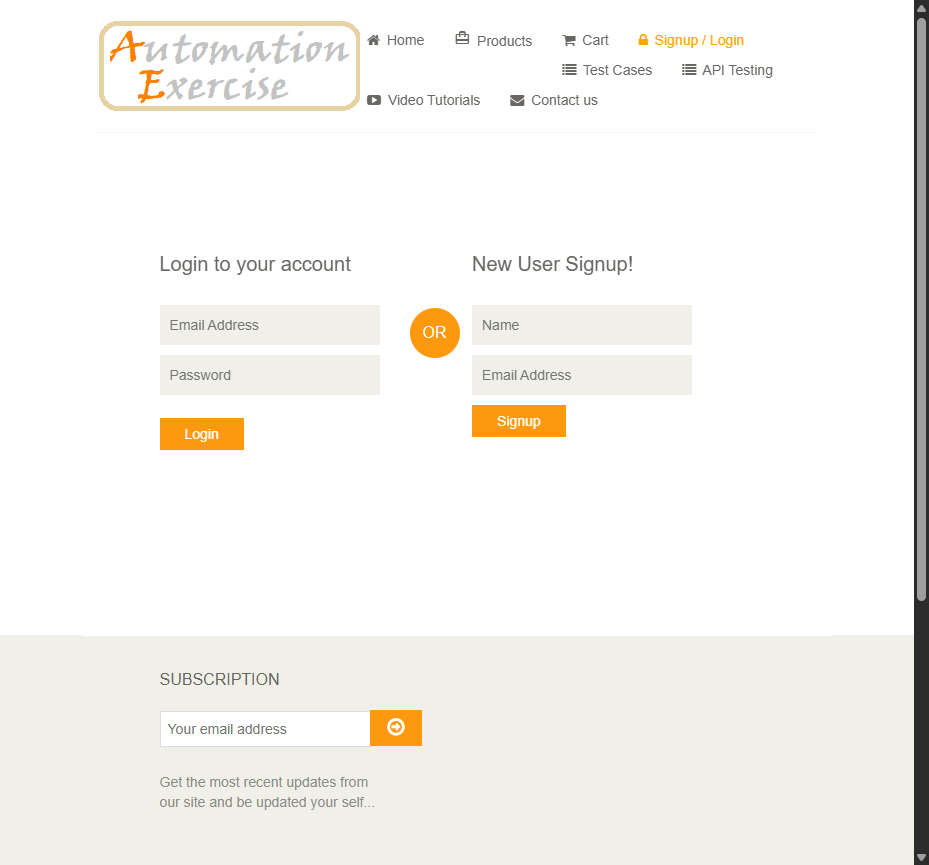 Automation
Exercise
Home
Products
Cart
Signup / Login
Test Cases
API Testing
Video Tutorials
Contact us
Login to your account
Email Address
Password
Login
OR
New User Signup!
Name
Email Address
Signup
SUBSCRIPTION
Your email address
Get the most recent updates from
our site and be updated your self...